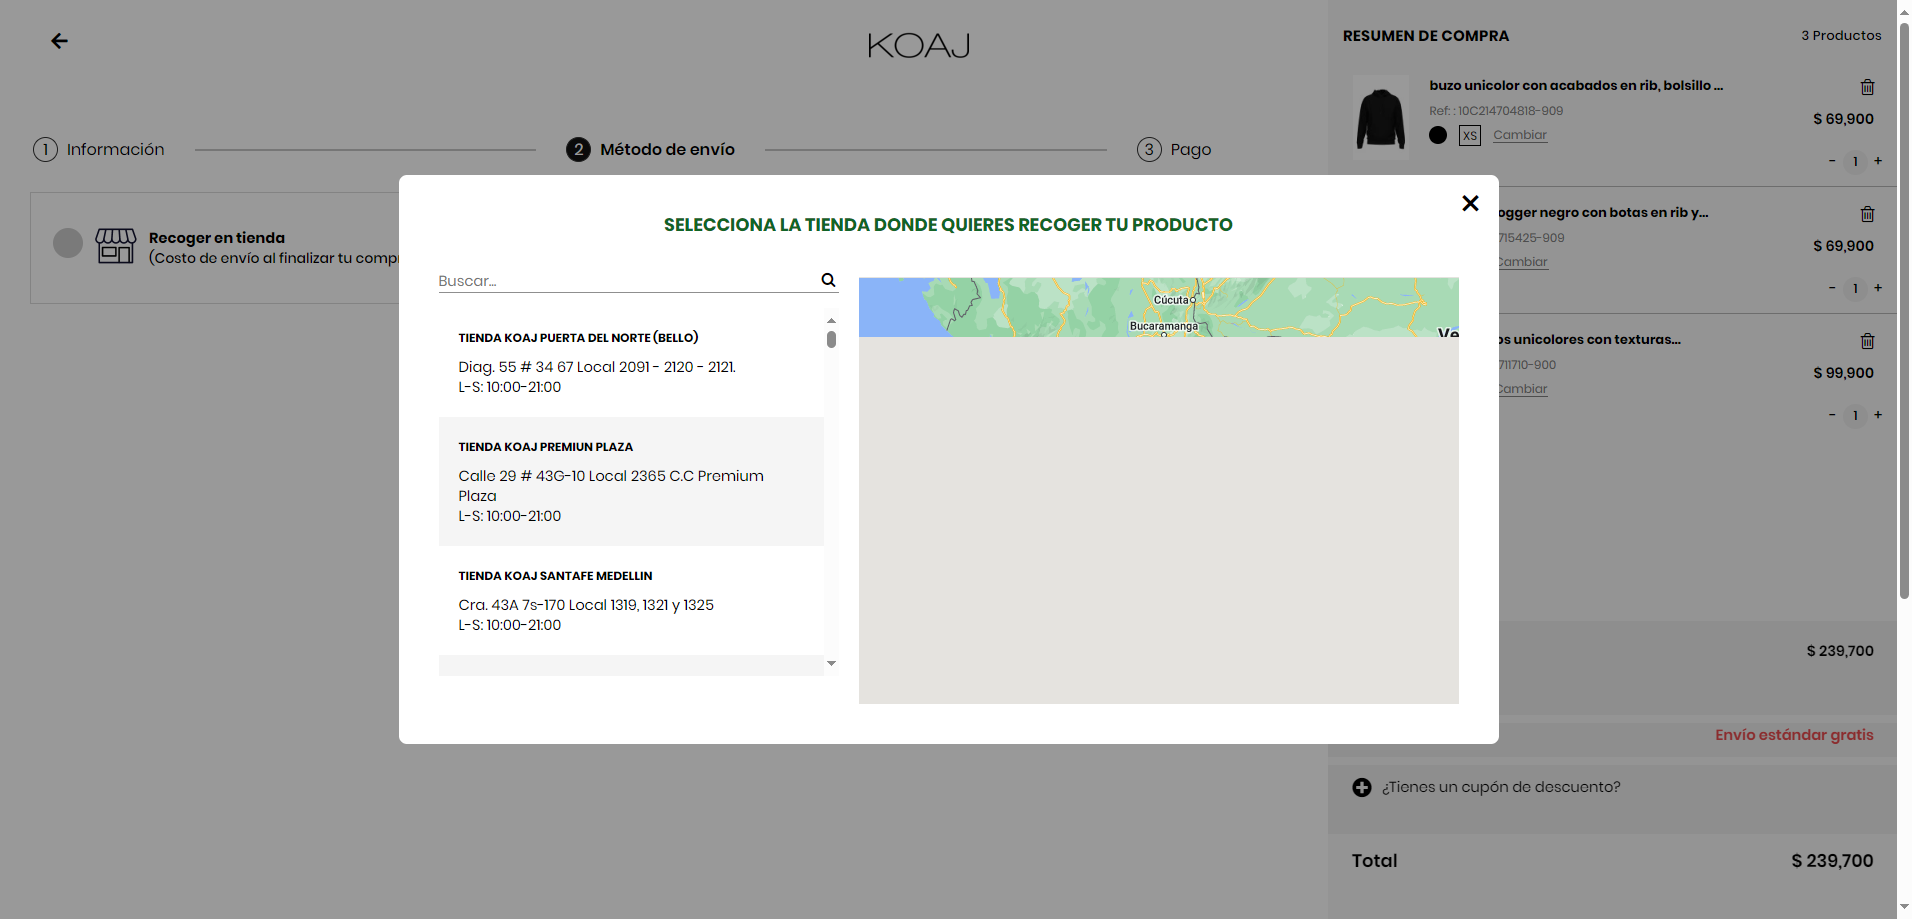 KOAJ
1 Información
2 Método de envío
3 Pago
Recoger en tienda
(Costo de envío al finalizar tu compr
SELECCIONA LA TIENDA DONDE QUIERES RECOGER TU PRODUCTO
Buscar...
TIENDA KOAJ PUERTA DEL NORTE (BELLO)
Diag. 55 # 34 67 Local 2091 - 2120 - 2121.
L-S: 10:00-21:00
TIENDA KOAJ PREMIUN PLAZA
Calle 29 # 43G-10 Local 2365 C.C Premium
Plaza
L-S: 10:00-21:00
TIENDA KOAJ SANTAFE MEDELLIN
Cra. 43A 7s-170 Local 1319, 1321 y 1325
L-S: 10:00-21:00
Cúcuta
Bucaramanga
Ve
RESUMEN DE COMPRA
3 Productos
buzo unicolor con acabados en rib, bolsillo ...
Ref: : 10C214704818-909
$ 69,900
XS Cambiar
- 1 +
ogger negro con botas en rib y...
715425-909
$ 69,900
Cambiar
- 1 +
os unicolores con texturas...
711710-900
$ 99,900
Cambiar
- 1 +
$ 239,700
Envío estándar gratis
¿Tienes un cupón de descuento?
Total
$ 239,700